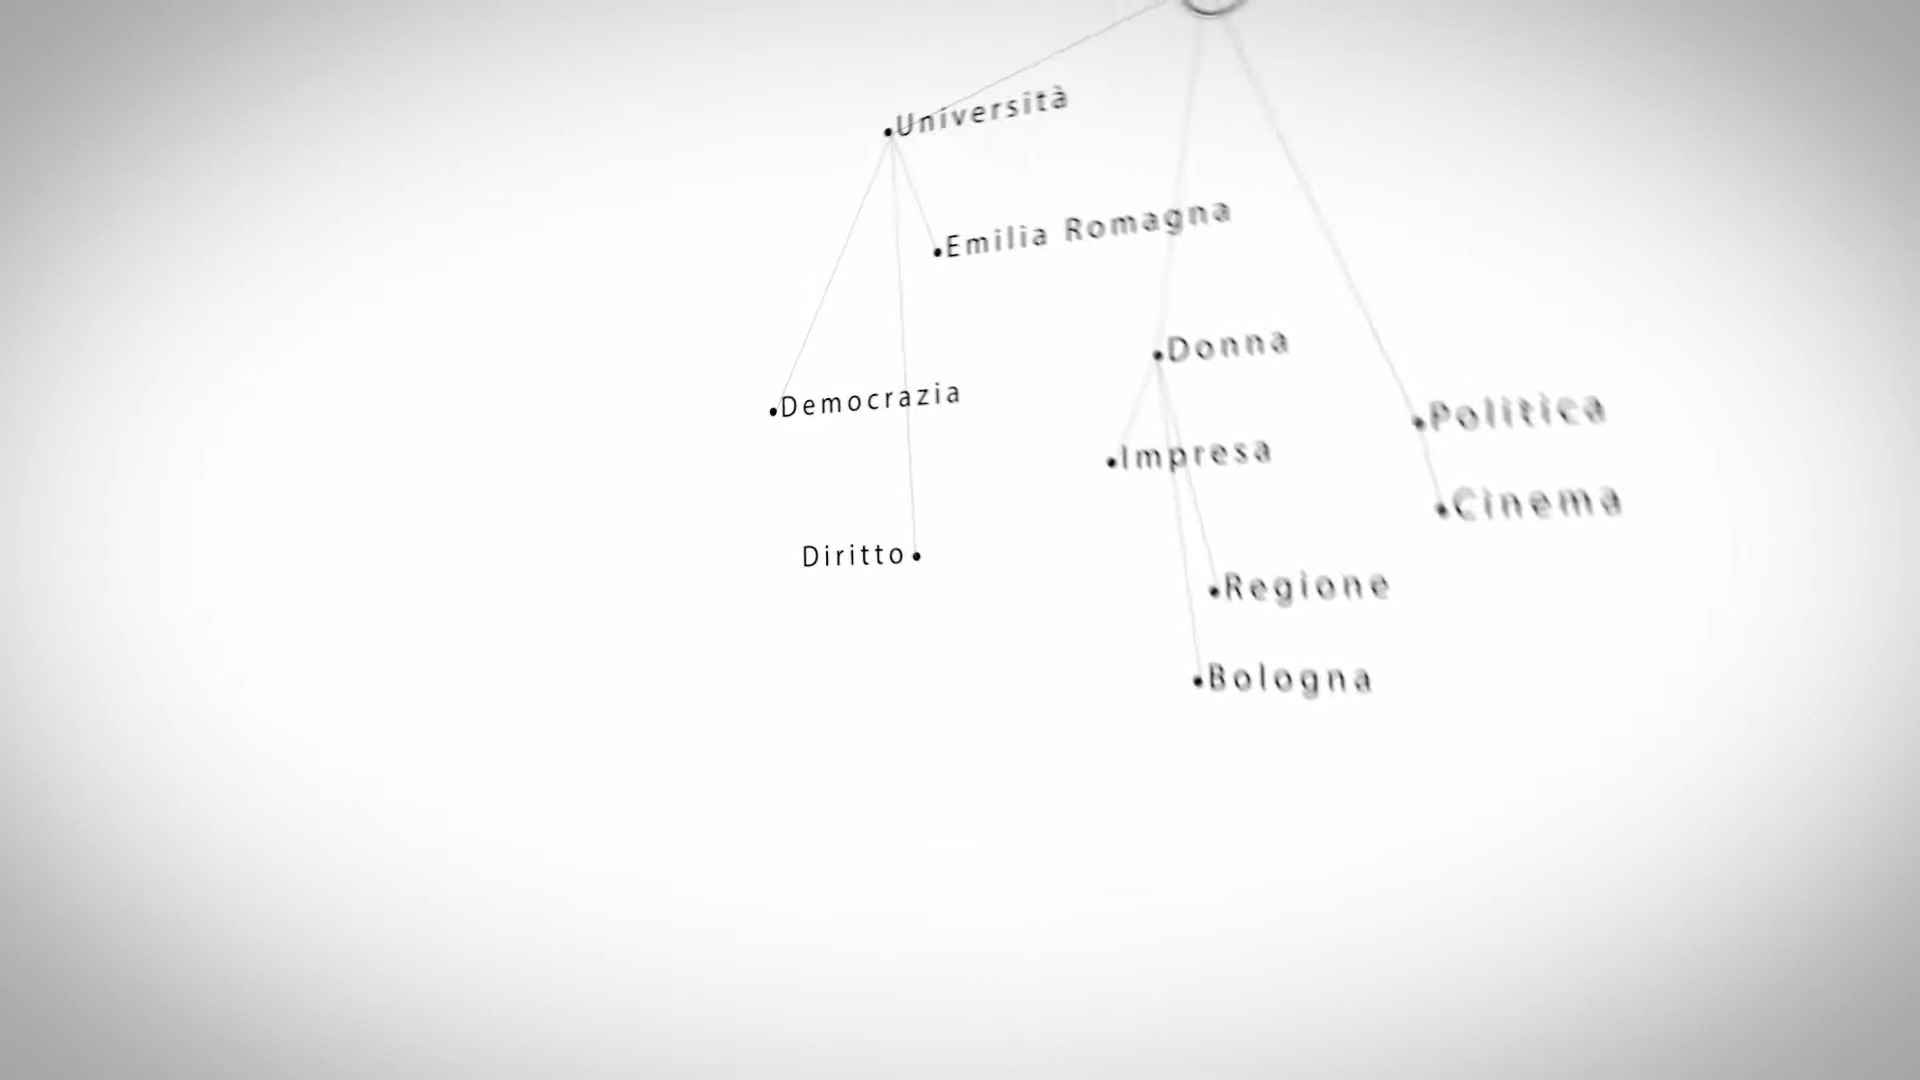 Università
Emilia Romagna
Donna
Democrazia
Politica
Impresa
Cinema
Diritto
Regione
Bologna